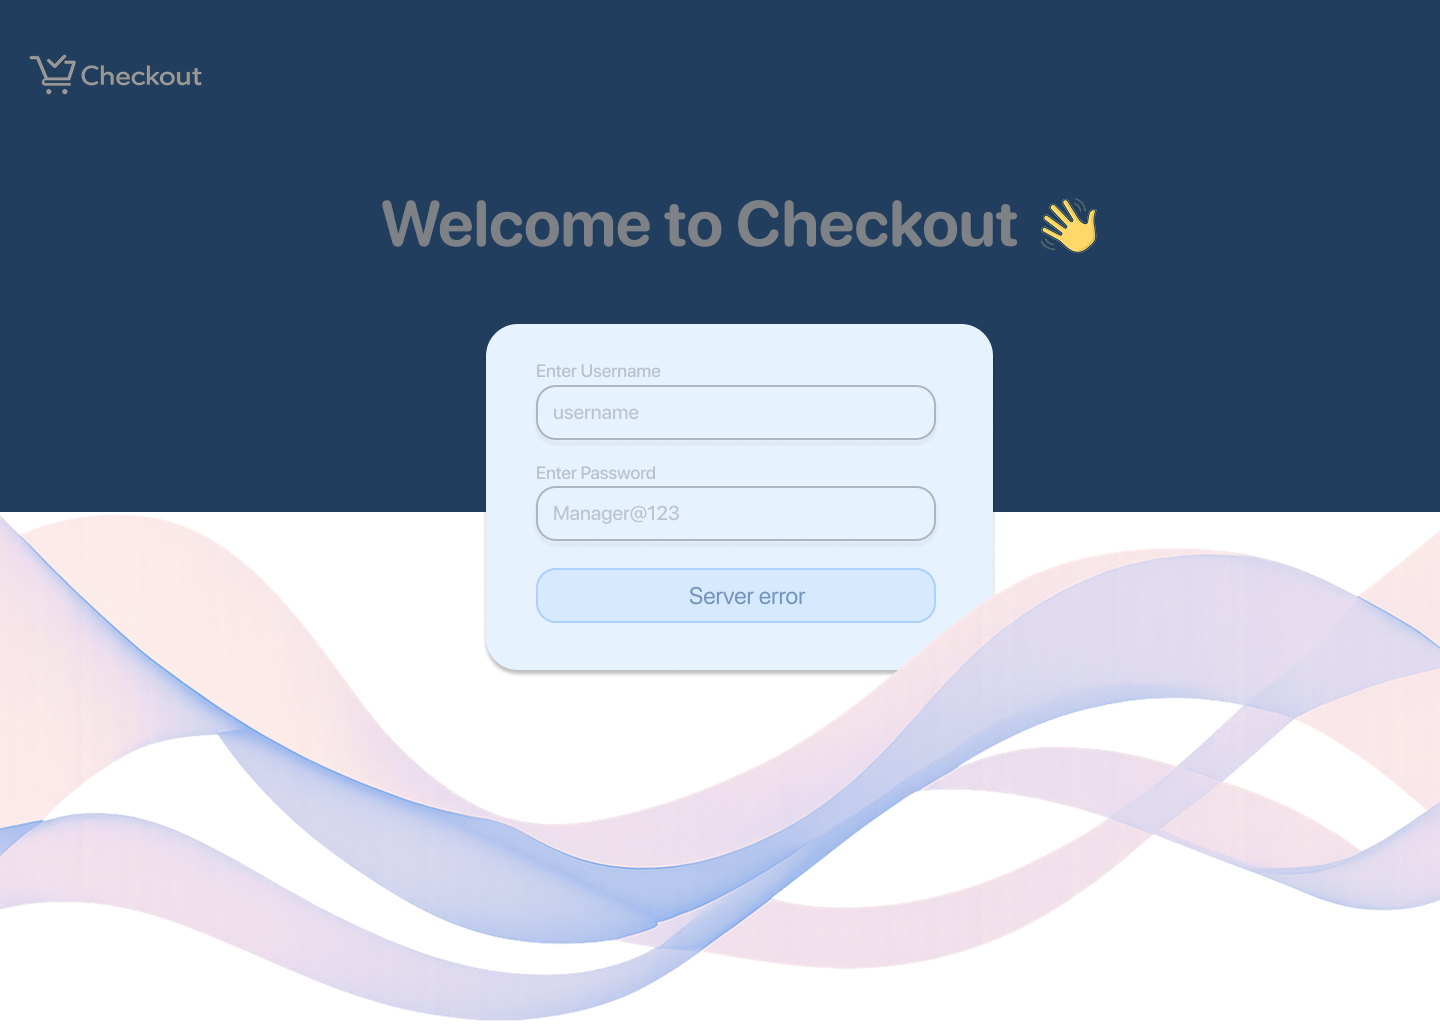 Checkout
Welcome to Checkout 👋
Enter Username
username
Enter Password
Manager@123
Server error